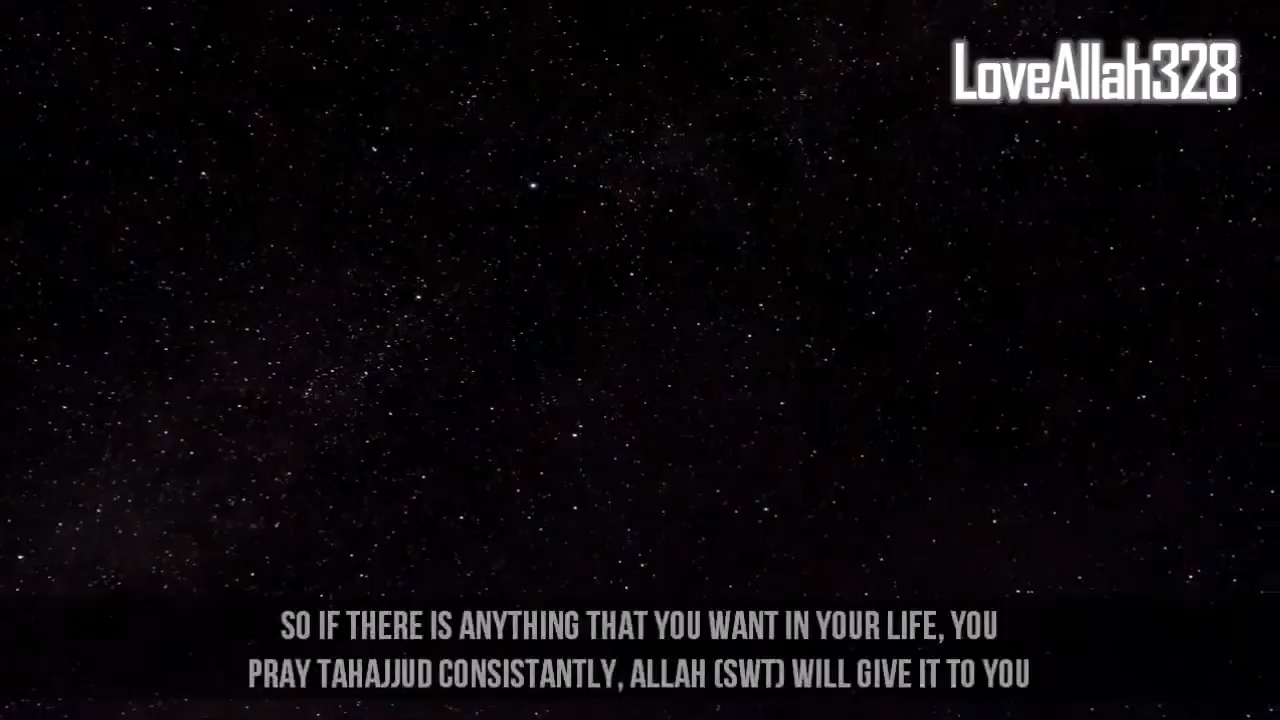 LoveAllah328
SO IF THERE IS ANYTHING THAT YOU WANT IN YOUR LIFE, YOU
PRAY TAHAJJUD CONSISTANTLY, ALLAH (SWT) WILL GIVE IT TO YOU